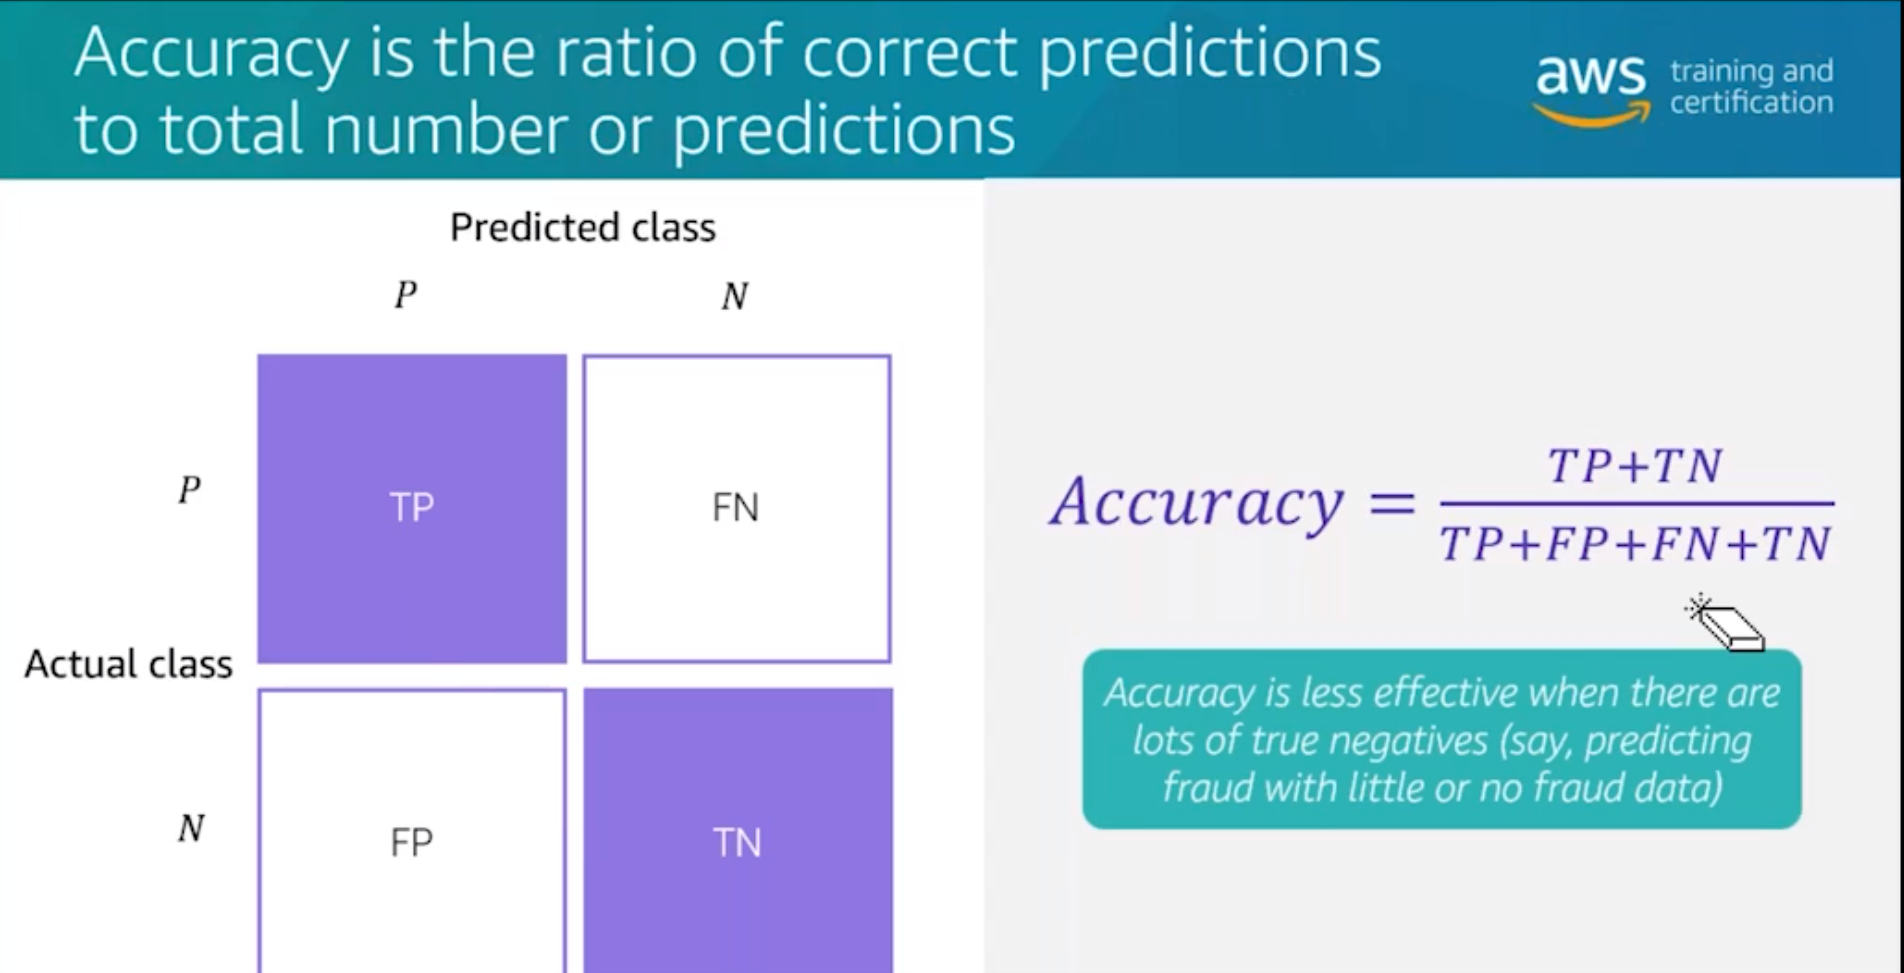 Accuracy is the ratio of correct predictions
to total number or predictions
aws training and
certification
Predicted class
P N
P
TP FN
Actual class
N
FP TN
Accuracy = TP+TN / TP+FP+FN+TN
Accuracy is less effective when there are
lots of true negatives (say, predicting
fraud with little or no fraud data)